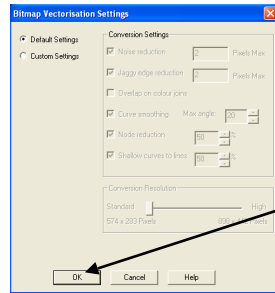 Bitmap Vectorisation Settings
Default Settings
Custom Settings
Conversion Settings
Noise reduction 2 Pixels Max
Jaggy edge reduction 2 Pixels Max
Overlap on colour joins
Curve smoothing Max angle: 20
Node reduction 50 %
Shallow curves to lines 50 %
Conversion Resolution
Standard High
574 x 283 Pixels 898 x Pixels
OK Cancel Help